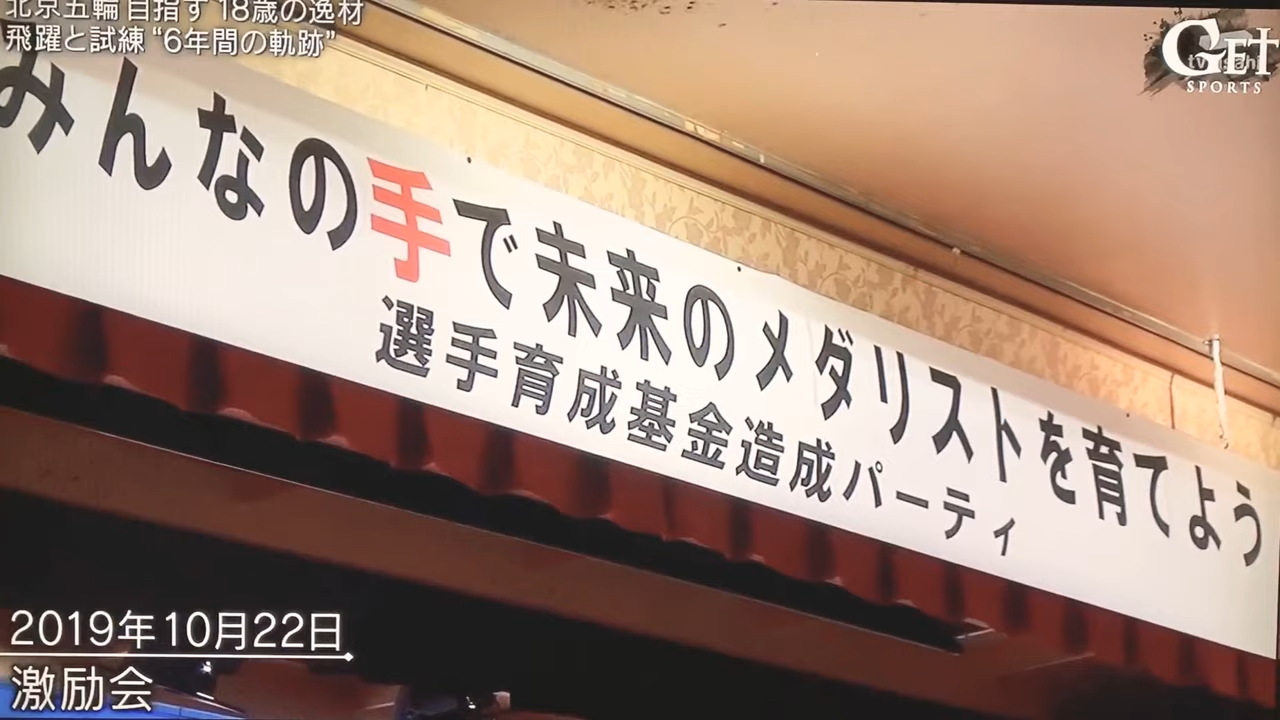 北京五輪目指す18歳の逸材
飛躍と試練“6年間の軌跡”
GET
SPORTS
みんなの手で未来のメダリストを育てよう
選手育成基金造成パーティ
2019年10月22日
激励会